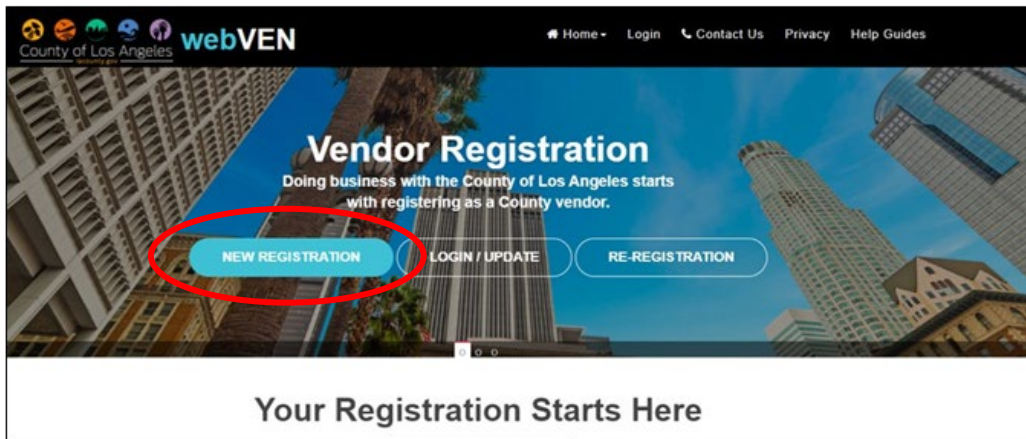 County of Los Angeles
lacounty.gov
webVEN
Home
Login
Contact Us
Privacy
Help Guides
Vendor Registration
Doing business with the County of Los Angeles starts
with registering as a County vendor.
NEW REGISTRATION
LOGIN / UPDATE
RE-REGISTRATION
Your Registration Starts Here